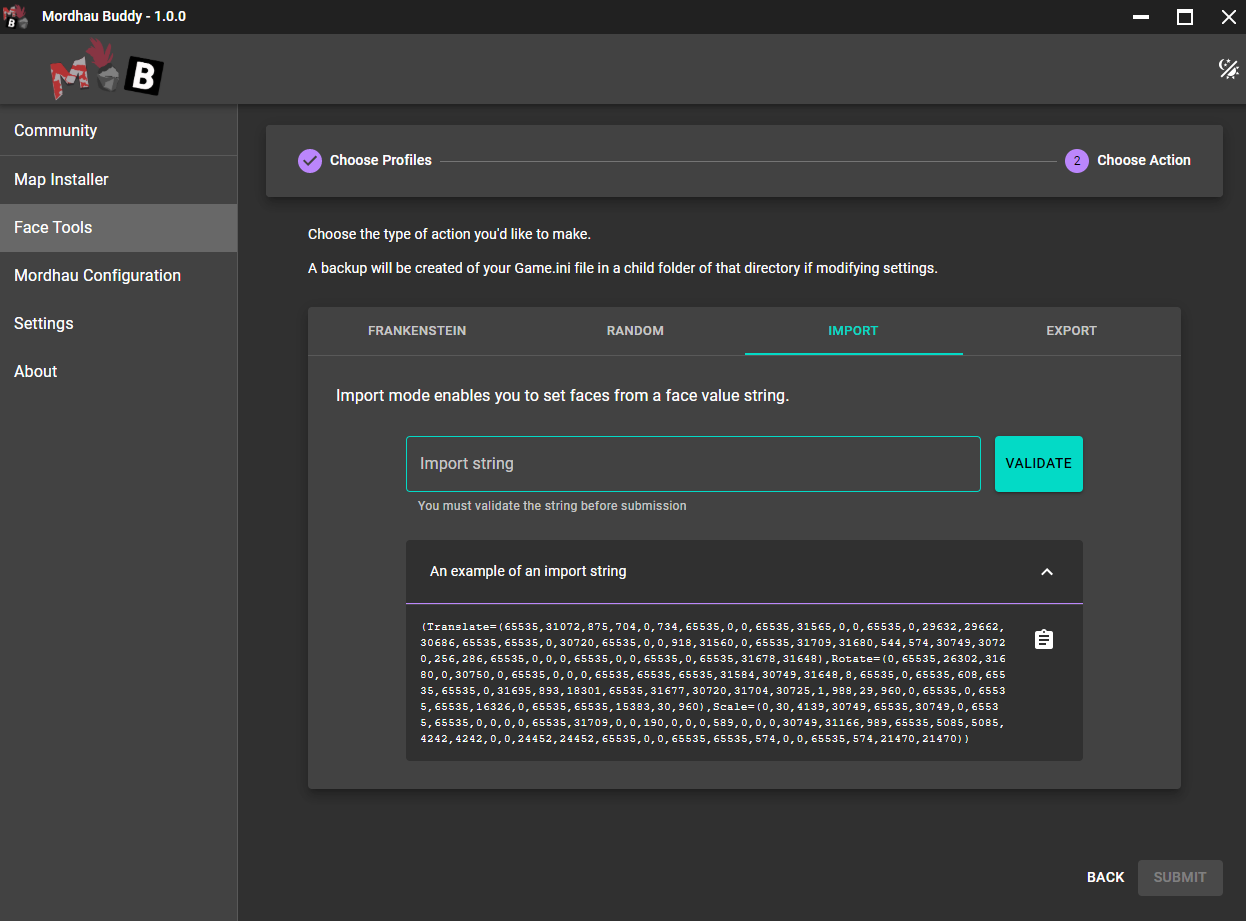 Mordhau Buddy - 1.0.0
M B
Community
Map Installer
Face Tools
Mordhau Configuration
Settings
About
Choose Profiles
2 Choose Action
Choose the type of action you'd like to make.
A backup will be created of your Game.ini file in a child folder of that directory if modifying settings.
FRANKENSTEIN RANDOM IMPORT EXPORT
Import mode enables you to set faces from a face value string.
Import string
VALIDATE
You must validate the string before submission
An example of an import string
(Translate=(65535,31072,875,704,0,734,65535,0,0,65535,31565,0,0,65535,0,29632,29662,
30686,65535,65535,0,30720,65535,0,0,918,31560,0,65535,31709,31680,544,574,30749,3072
0,256,286,65535,0,0,0,65535,0,0,65535,0,65535,31678,31648),Rotate=(0,65535,26302,316
80,0,30750,0,65535,0,0,0,65535,65535,65535,31584,30749,31648,8,65535,0,65535,608,655
35,65535,0,31695,893,18301,65535,31677,30720,31704,30725,1,988,29,960,0,65535,0,6553
5,65535,16326,0,65535,65535,15383,30,960),Scale=(0,30,4139,30749,65535,30749,0,6553
5,65535,0,0,0,0,65535,31709,0,0,190,0,0,0,589,0,0,0,30749,31166,989,65535,5085,5085,
4242,4242,0,0,24452,24452,65535,0,0,65535,65535,574,0,0,65535,574,21470,21470))
BACK SUBMIT